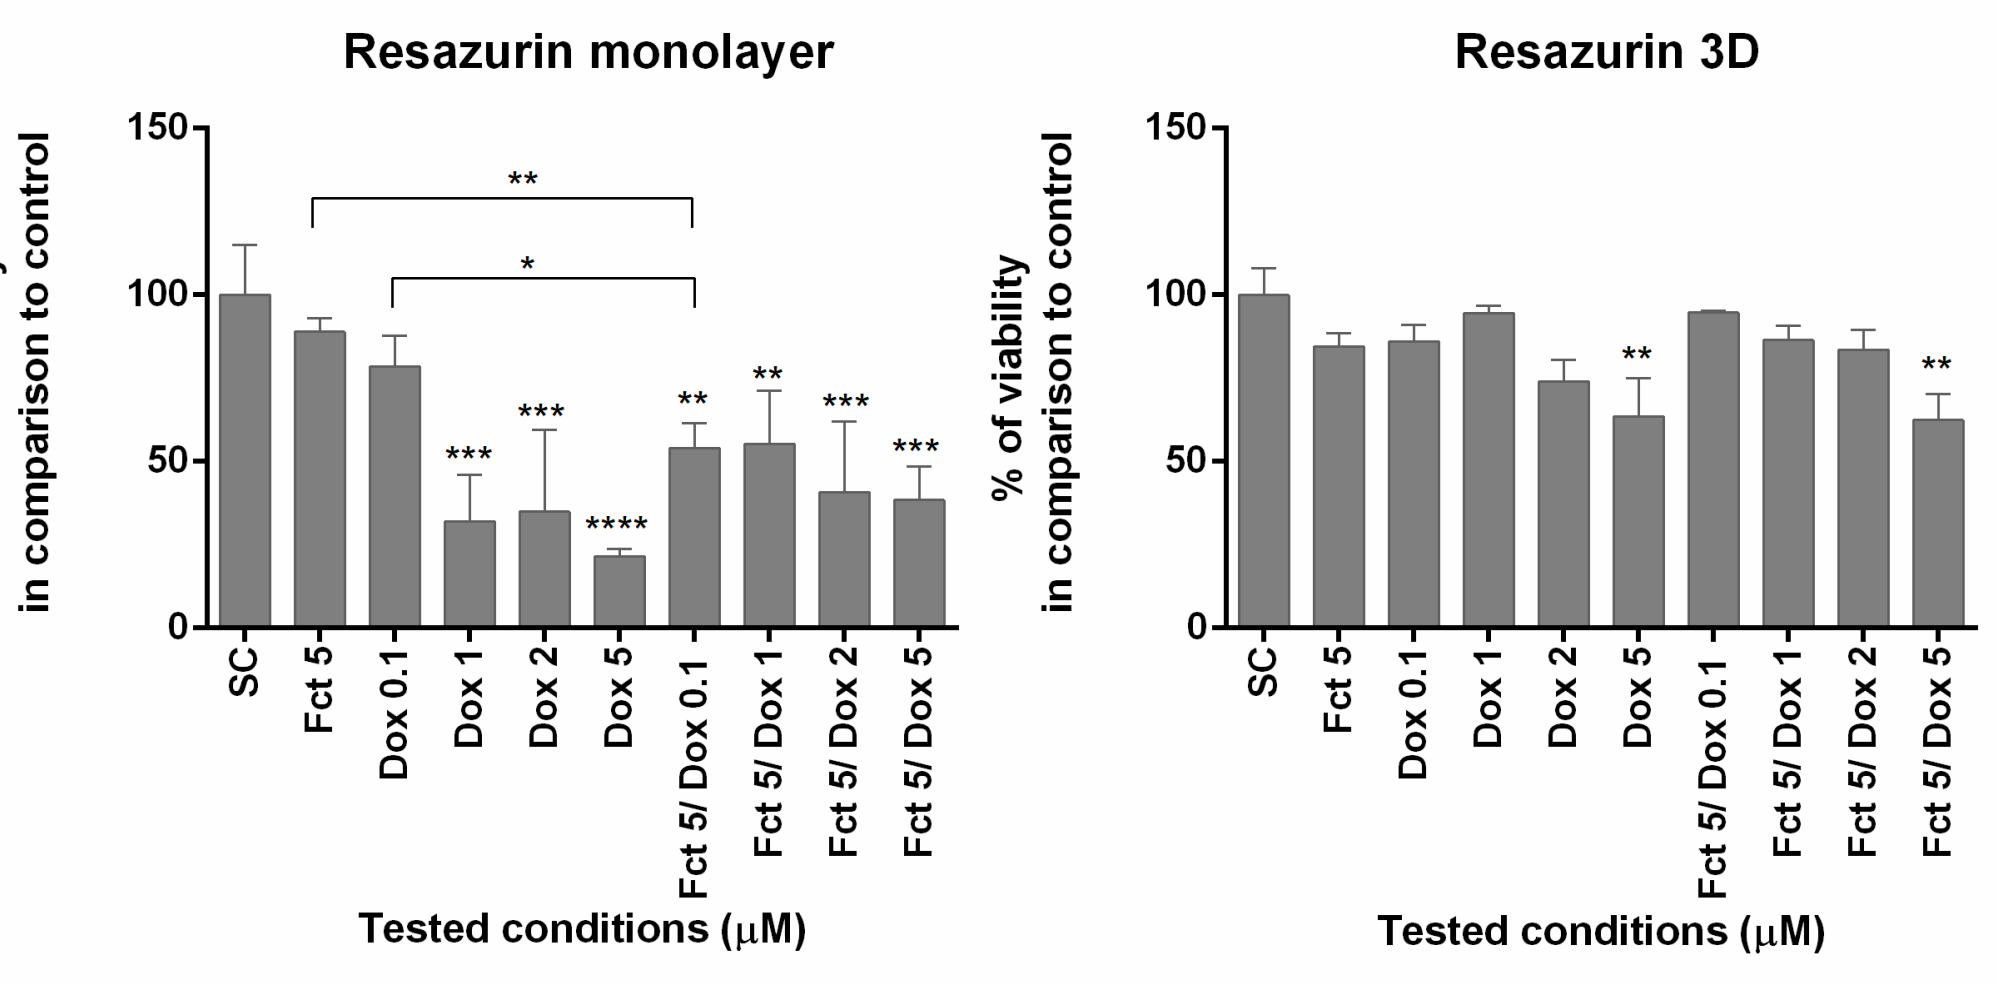 Resazurin monolayer
in comparison to control
150
100
50
0
**
*
***
***
****
**
**
***
***
SC
Fct 5
Dox 0.1
Dox 1
Dox 2
Dox 5
Fct 5/ Dox 0.1
Fct 5/ Dox 1
Fct 5/ Dox 2
Fct 5/ Dox 5
Tested conditions (μM)
Resazurin 3D
% of viability
in comparison to control
150
100
50
0
**
**
SC
Fct 5
Dox 0.1
Dox 1
Dox 2
Dox 5
Fct 5/ Dox 0.1
Fct 5/ Dox 1
Fct 5/ Dox 2
Fct 5/ Dox 5
Tested conditions (μM)